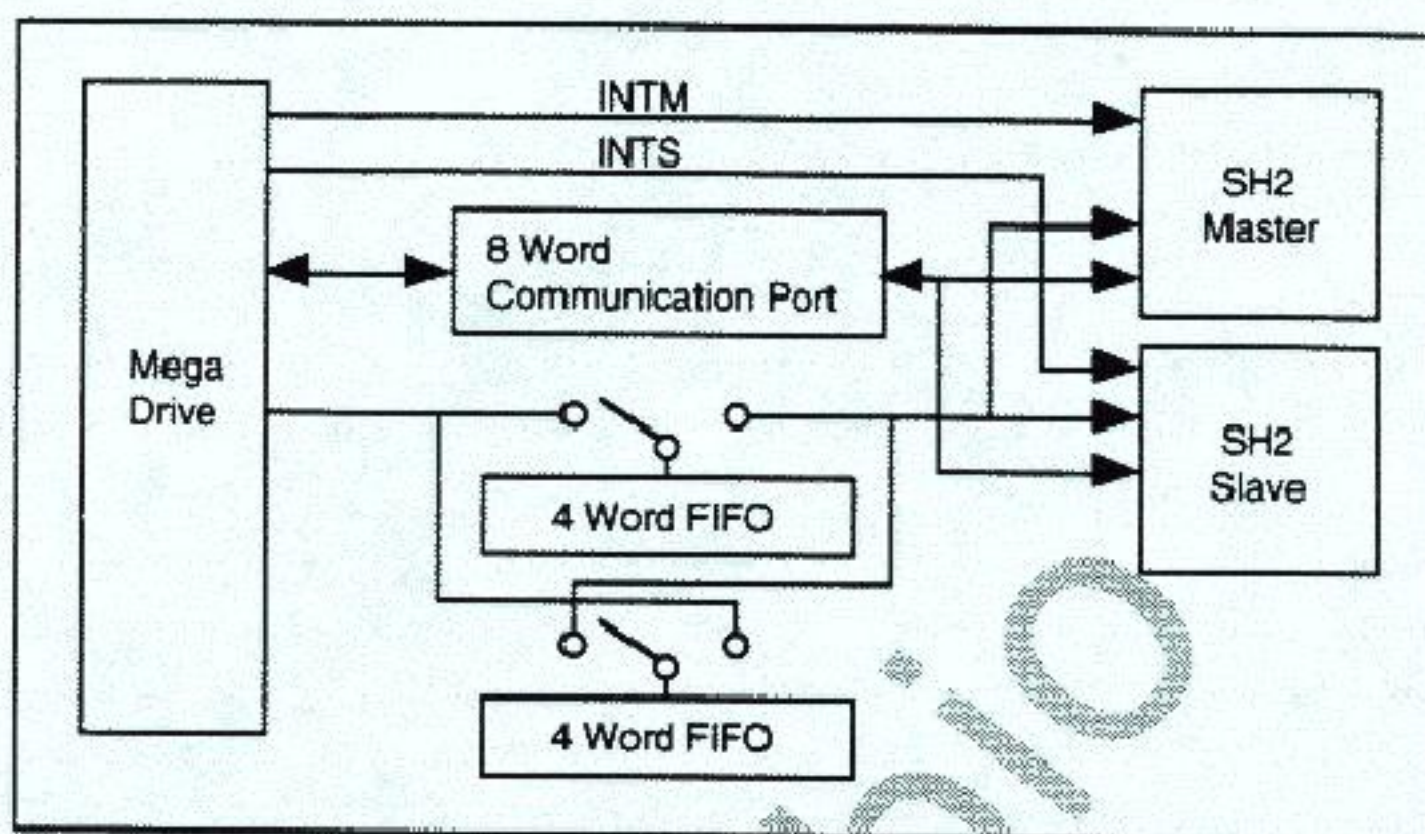 INTM
INTS
SH2
Master
8 Word
Communication Port
Mega
Drive
SH2
Slave
4 Word FIFO
4 Word FIFO